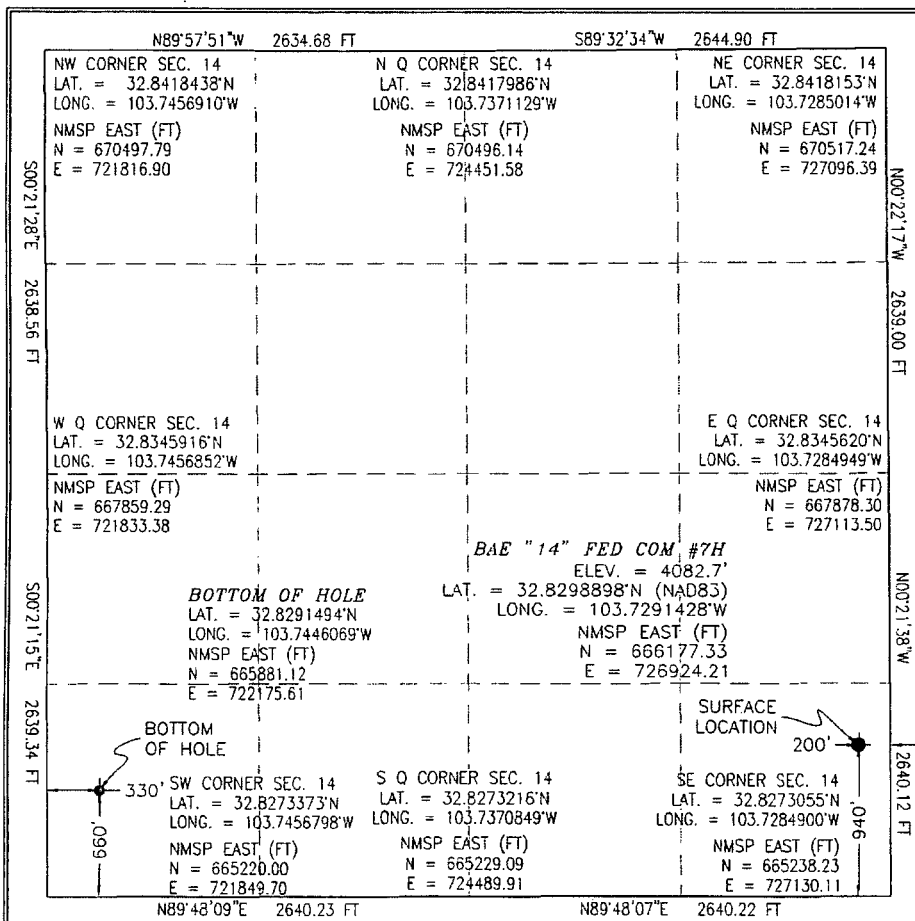 N89°57'51"W 2634.68 FT
S89°32'34"W 2644.90 FT
NW CORNER SEC. 14
LAT. = 32.8418438°N
LONG. = 103.7456910°W
NMSP EAST (FT)
N = 670497.79
E = 721816.90
N Q CORNER SEC. 14
LAT. = 32.8417986°N
LONG. = 103.7371129°W
NMSP EAST (FT)
N = 670496.14
E = 724451.58
NE CORNER SEC. 14
LAT. = 32.8418153°N
LONG. = 103.7285014°W
NMSP EAST (FT)
N = 670517.24
E = 727096.39
S00°21'28"E 2638.56 FT
N00°22'17"W 2639.00 FT
W Q CORNER SEC. 14
LAT. = 32.8345916°N
LONG. = 103.7456852°W
NMSP EAST (FT)
N = 667859.29
E = 721833.38
E Q CORNER SEC. 14
LAT. = 32.8345620°N
LONG. = 103.7284949°W
NMSP EAST (FT)
N = 667878.30
E = 727113.50
BAE "14" FED COM #7H
ELEV. = 4082.7'
LAT. = 32.8298898°N (NAD83)
LONG. = 103.7291428°W
NMSP EAST (FT)
N = 666177.33
E = 726924.21
BOTTOM OF HOLE
LAT. = 32.8291494°N
LONG. = 103.7446069°W
NMSP EAST (FT)
N = 665881.12
E = 722175.61
S00°21'15"E 2639.34 FT
N00°21'38"W 2640.12 FT
BOTTOM
OF HOLE
330'
660'
SURFACE
LOCATION
200'
940'
SW CORNER SEC. 14
LAT. = 32.8273373°N
LONG. = 103.7456798°W
NMSP EAST (FT)
N = 665220.00
E = 721849.70
S Q CORNER SEC. 14
LAT. = 32.8273216°N
LONG. = 103.7370849°W
NMSP EAST (FT)
N = 665229.09
E = 724489.91
SE CORNER SEC. 14
LAT. = 32.8273055°N
LONG. = 103.7284900°W
NMSP EAST (FT)
N = 665238.23
E = 727130.11
N89°48'09"E 2640.23 FT
N89°48'07"E 2640.22 FT